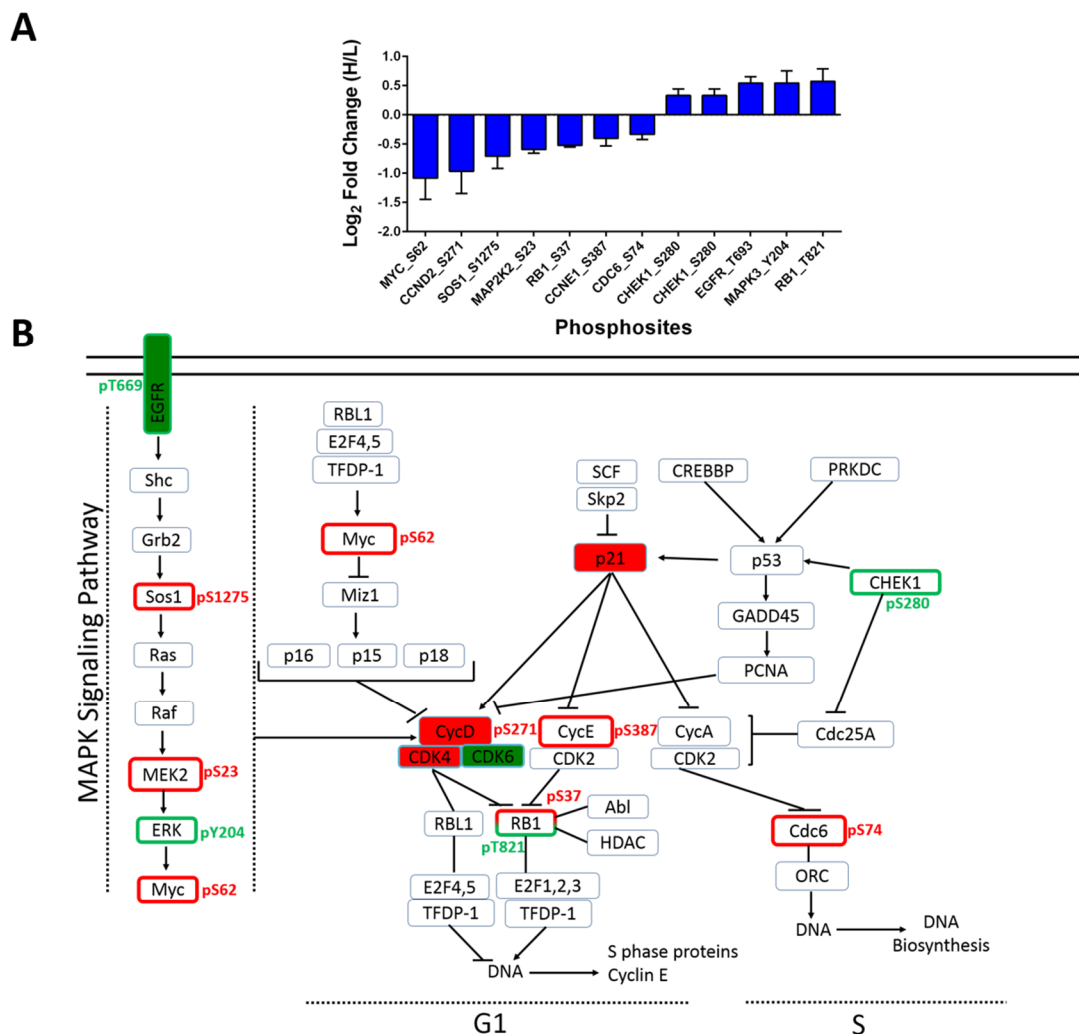 A
Log2 Fold Change (H/L)
1.0
0.5
0.0
-0.5
-1.0
-1.5
-2.0
MYC_S62
CCND2_S271
SOS1_S1275
MAP2K2_S23
RB1_S37
CCNE1_S387
CDC6_S74
CHEK1_S280
CHEK1_S280
EGFR_T693
MAPK3_Y204
RB1_T821
Phosphosites
B
MAPK Signaling Pathway
pT669
EGFR
Shc
Grb2
Sos1
pS1275
Ras
Raf
MEK2
pS23
ERK
pY204
Myc
pS62
RBL1
E2F4,5
TFDP-1
Myc
pS62
Miz1
p16
p15
p18
SCF
Skp2
p21
CREBBP
PRKDC
p53
CHEK1
pS280
GADD45
PCNA
CycD
pS271
CDK4
CDK6
CycE
pS387
CDK2
CycA
CDK2
Cdc25A
pS37
RBL1
RB1
pT821
Abl
HDAC
Cdc6
pS74
ORC
E2F4,5
TFDP-1
E2F1,2,3
TFDP-1
DNA
S phase proteins
Cyclin E
DNA
DNA
Biosynthesis
G1
S